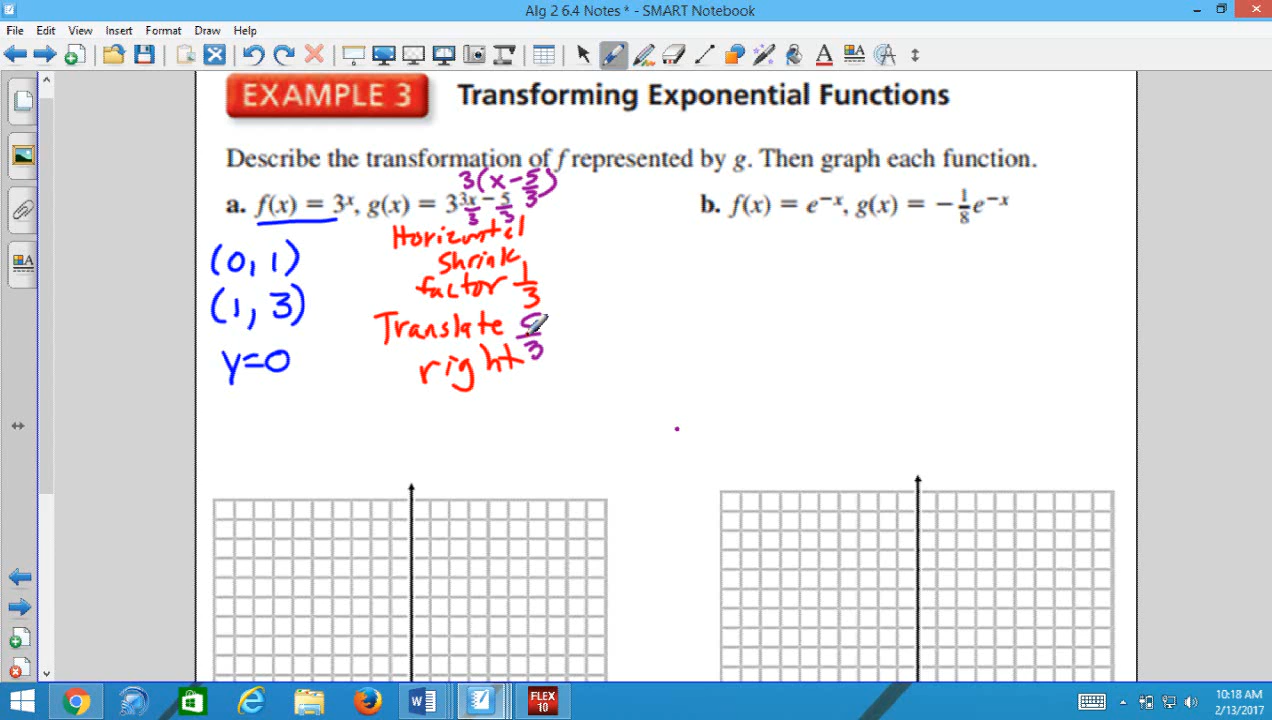 Alg 2 6.4 Notes * - SMART Notebook
File Edit View Insert Format Draw Help
EXAMPLE 3 Transforming Exponential Functions
Describe the transformation of f represented by g. Then graph each function.
3(x - 5/3)
a. f(x) = 3ˣ, g(x) = 3^(3x/3 - 5/3)
b. f(x) = e⁻ˣ, g(x) = -1/8 e⁻ˣ
(0, 1)
(1, 3)
y=0
Horizontal
Shrink
factor 1/3
Translate 5/3
right
FLEX
10
10:18 AM
2/13/2017